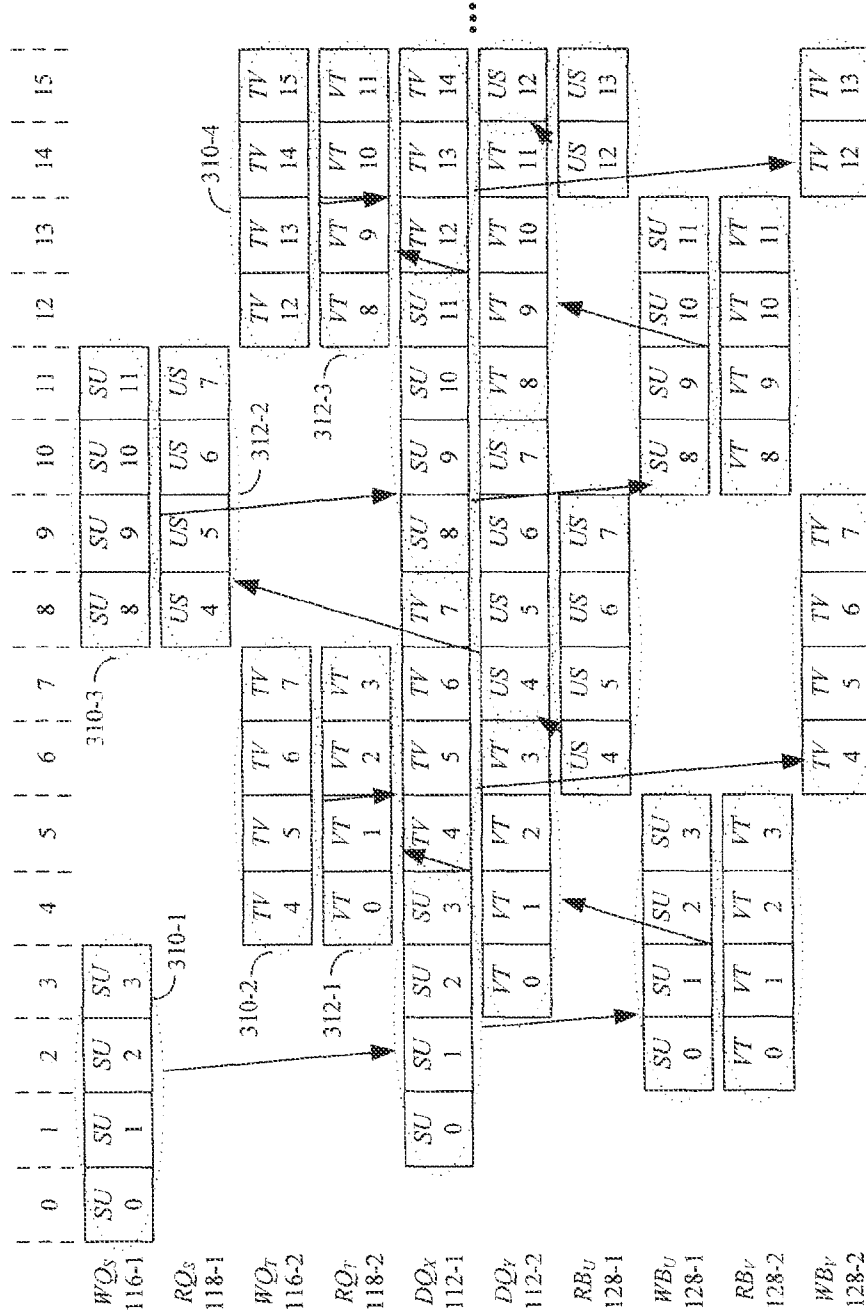 0 1 2 3 4 5 6 7 8 9 10 11 12 13 14 15
WQS SU SU SU SU SU SU SU SU
116-1 0 1 2 3 8 9 10 11
310-1
310-3
RQS US US US US
118-1 4 5 6 7
312-2
310-4
WQT TV TV TV TV TV TV TV TV
116-2 4 5 6 7 12 13 14 15
310-2
RQT VT VT VT VT VT VT VT VT
118-2 0 1 2 3 8 9 10 11
312-1
312-3
DQX SU SU SU SU TV TV TV TV SU SU SU SU TV TV TV
112-1 0 1 2 3 4 5 6 7 8 9 10 11 12 13 14
DQY VT VT VT VT US US US US VT VT VT VT US
112-2 0 1 2 3 4 5 6 7 8 9 10 11 12
•••
RBU US US US US US US
128-1 4 5 6 7 12 13
WBU SU SU SU SU SU SU SU SU
128-1 0 1 2 3 8 9 10 11
RBV VT VT VT VT VT VT VT VT
128-2 0 1 2 3 8 9 10 11
WBV TV TV TV TV TV TV
128-2 4 5 6 7 12 13